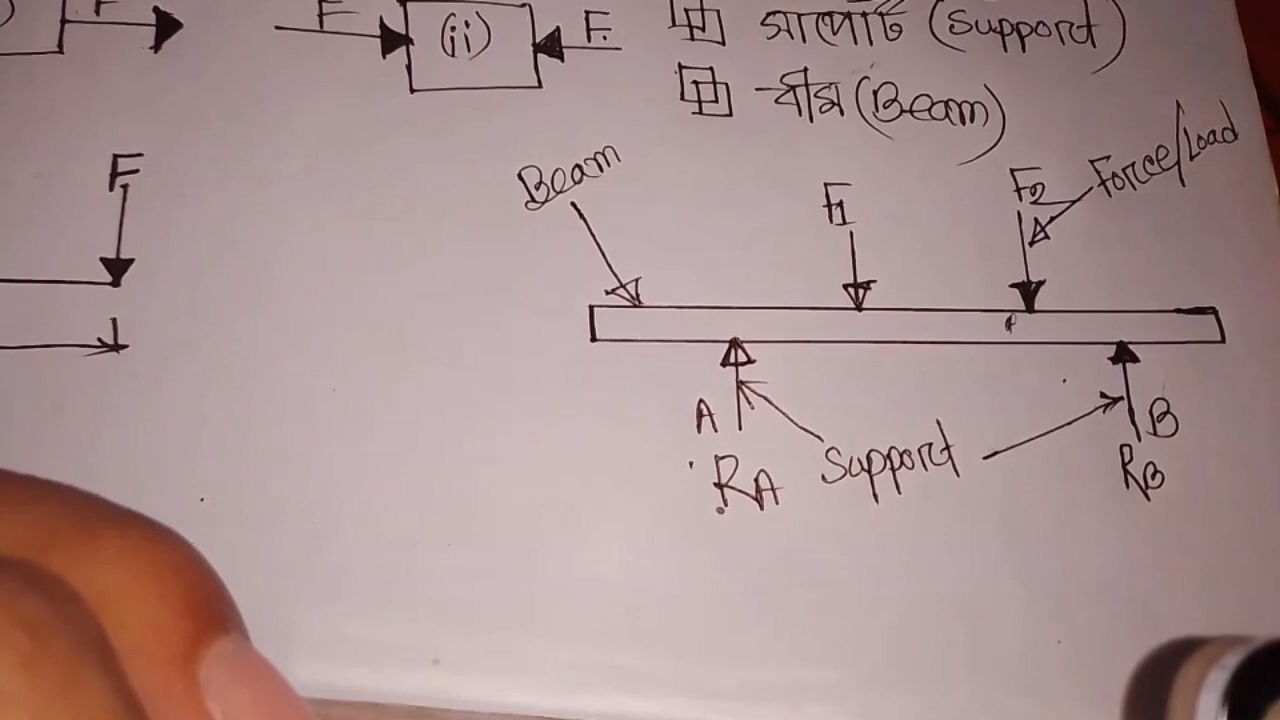 F
F
(ii)
F.
সাপোর্ট (Support)
বীম (Beam)
F
Beam
F1
F2
Force/Load
A
Support
B
RA
RB